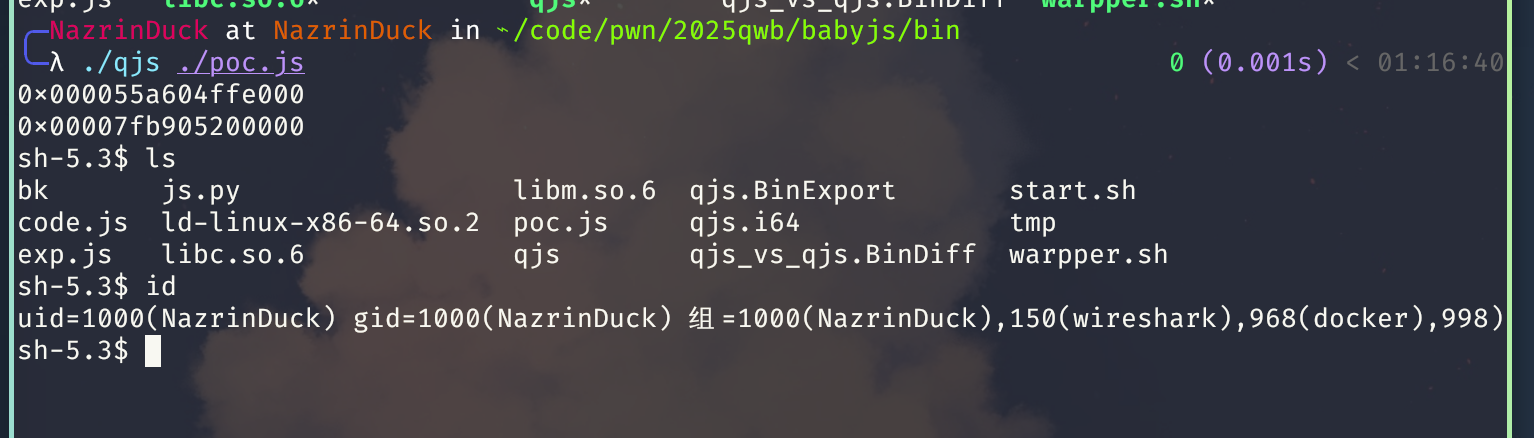 exp.js libc.so.6* qjs* qjs_vs_qjs.BinDiff warpper.sh*
NazrinDuck at NazrinDuck in ~/code/pwn/2025qwb/babyjs/bin
λ ./qjs ./poc.js 0 (0.001s) < 01:16:40
0×000055a604ffe000
0×00007fb905200000
sh-5.3$ ls
bk js.py libm.so.6 qjs.BinExport start.sh
code.js ld-linux-x86-64.so.2 poc.js qjs.i64 tmp
exp.js libc.so.6 qjs qjs_vs_qjs.BinDiff warpper.sh
sh-5.3$ id
uid=1000(NazrinDuck) gid=1000(NazrinDuck) 组=1000(NazrinDuck),150(wireshark),968(docker),998)
sh-5.3$